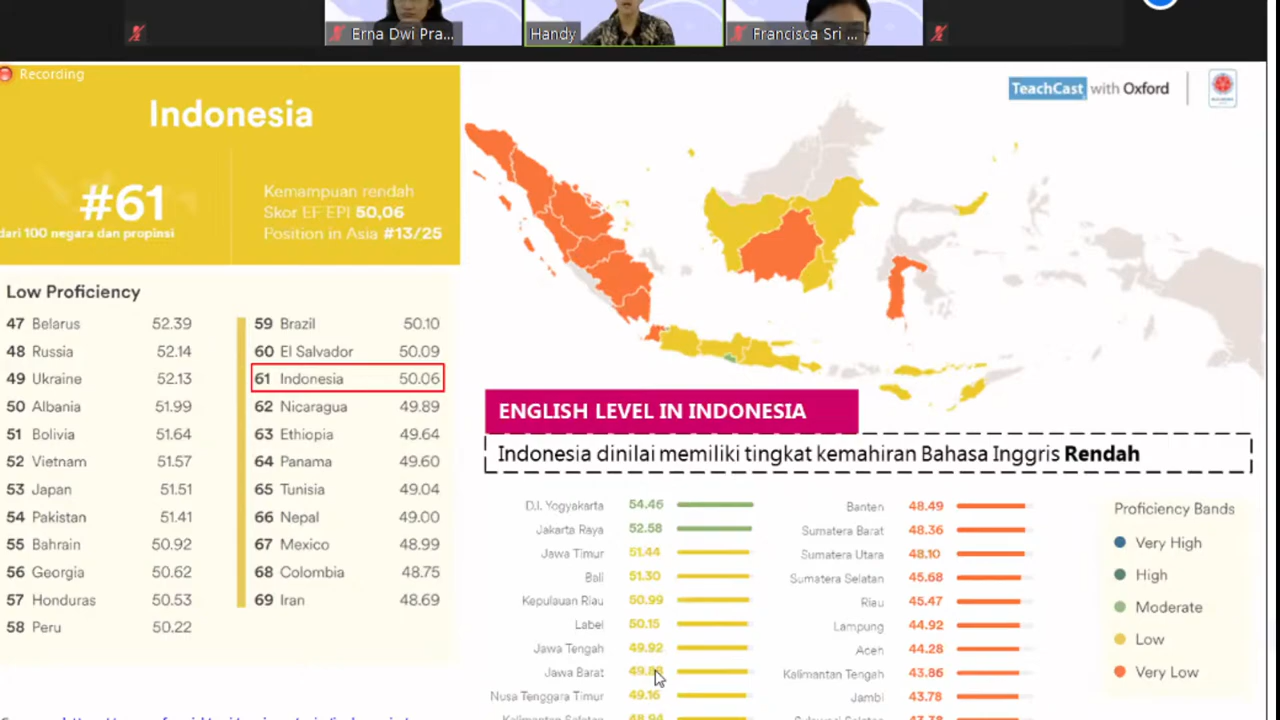 Erna Dwi Pra...
Handy
Francisca Sri ...
Recording
TeachCast with Oxford
Indonesia
#61
dari 100 negara dan propinsi
Kemampuan rendah
Skor EF EPI 50,06
Position in Asia #13/25
Low Proficiency
47 Belarus 52.39
48 Russia 52.14
49 Ukraine 52.13
50 Albania 51.99
51 Bolivia 51.64
52 Vietnam 51.57
53 Japan 51.51
54 Pakistan 51.41
55 Bahrain 50.92
56 Georgia 50.62
57 Honduras 50.53
58 Peru 50.22
59 Brazil 50.10
60 El Salvador 50.09
61 Indonesia 50.06
62 Nicaragua 49.89
63 Ethiopia 49.64
64 Panama 49.60
65 Tunisia 49.04
66 Nepal 49.00
67 Mexico 48.99
68 Colombia 48.75
69 Iran 48.69
ENGLISH LEVEL IN INDONESIA
Indonesia dinilai memiliki tingkat kemahiran Bahasa Inggris Rendah
D.I. Yogyakarta 54.46
Jakarta Raya 52.58
Jawa Timur 51.44
Bali 51.30
Kepulauan Riau 50.99
Label 50.15
Jawa Tengah 49.92
Jawa Barat
Nusa Tenggara Timur 49.16
Banten 48.49
Sumatera Barat 48.36
Sumatera Utara 48.10
Sumatera Selatan 45.68
Riau 45.47
Lampung 44.92
Aceh 44.28
Kalimantan Tengah 43.86
Jambi 43.78
Proficiency Bands
Very High
High
Moderate
Low
Very Low